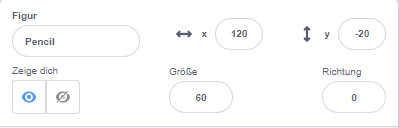 Figur
Pencil
x 120
y -20
Zeige dich
Größe
Richtung
60
0